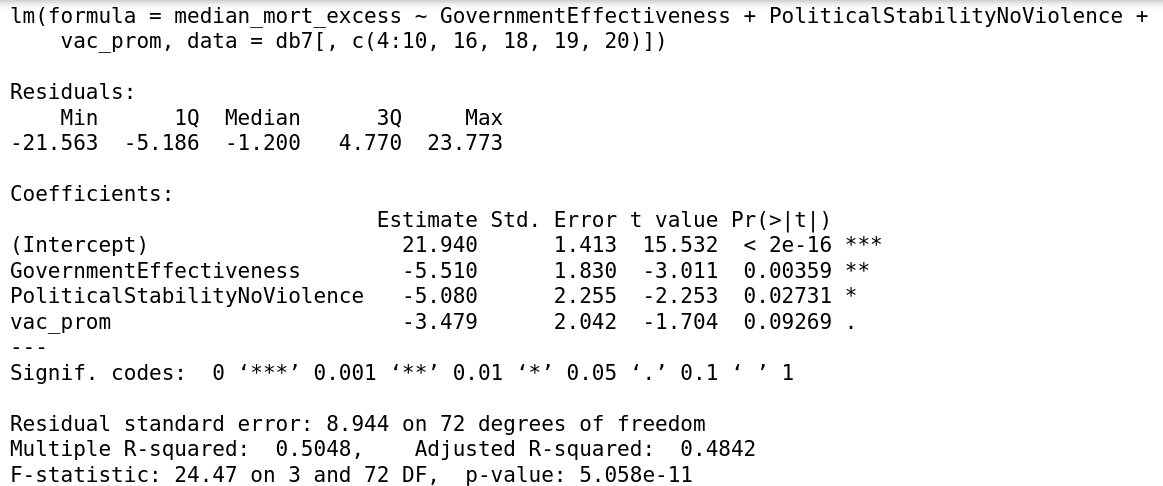 lm(formula = median_mort_excess ~ GovernmentEffectiveness + PoliticalStabilityNoViolence +
    vac_prom, data = db7[, c(4:10, 16, 18, 19, 20)])

Residuals:
    Min      1Q  Median      3Q     Max
-21.563  -5.186  -1.200   4.770  23.773

Coefficients:
                             Estimate Std. Error t value Pr(>|t|)
(Intercept)                    21.940      1.413  15.532  < 2e-16 ***
GovernmentEffectiveness        -5.510      1.830  -3.011  0.00359 **
PoliticalStabilityNoViolence   -5.080      2.255  -2.253  0.02731 *
vac_prom                       -3.479      2.042  -1.704  0.09269 .
---
Signif. codes:  0 ‘***’ 0.001 ‘**’ 0.01 ‘*’ 0.05 ‘.’ 0.1 ‘ ’ 1

Residual standard error: 8.944 on 72 degrees of freedom
Multiple R-squared:  0.5048,    Adjusted R-squared:  0.4842
F-statistic: 24.47 on 3 and 72 DF,  p-value: 5.058e-11